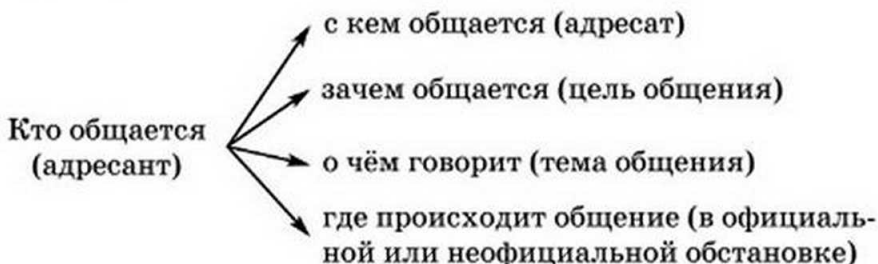 с кем общается (адресат)
зачем общается (цель общения)
Кто общается
(адресант)
о чём говорит (тема общения)
где происходит общение (в официаль-
ной или неофициальной обстановке)